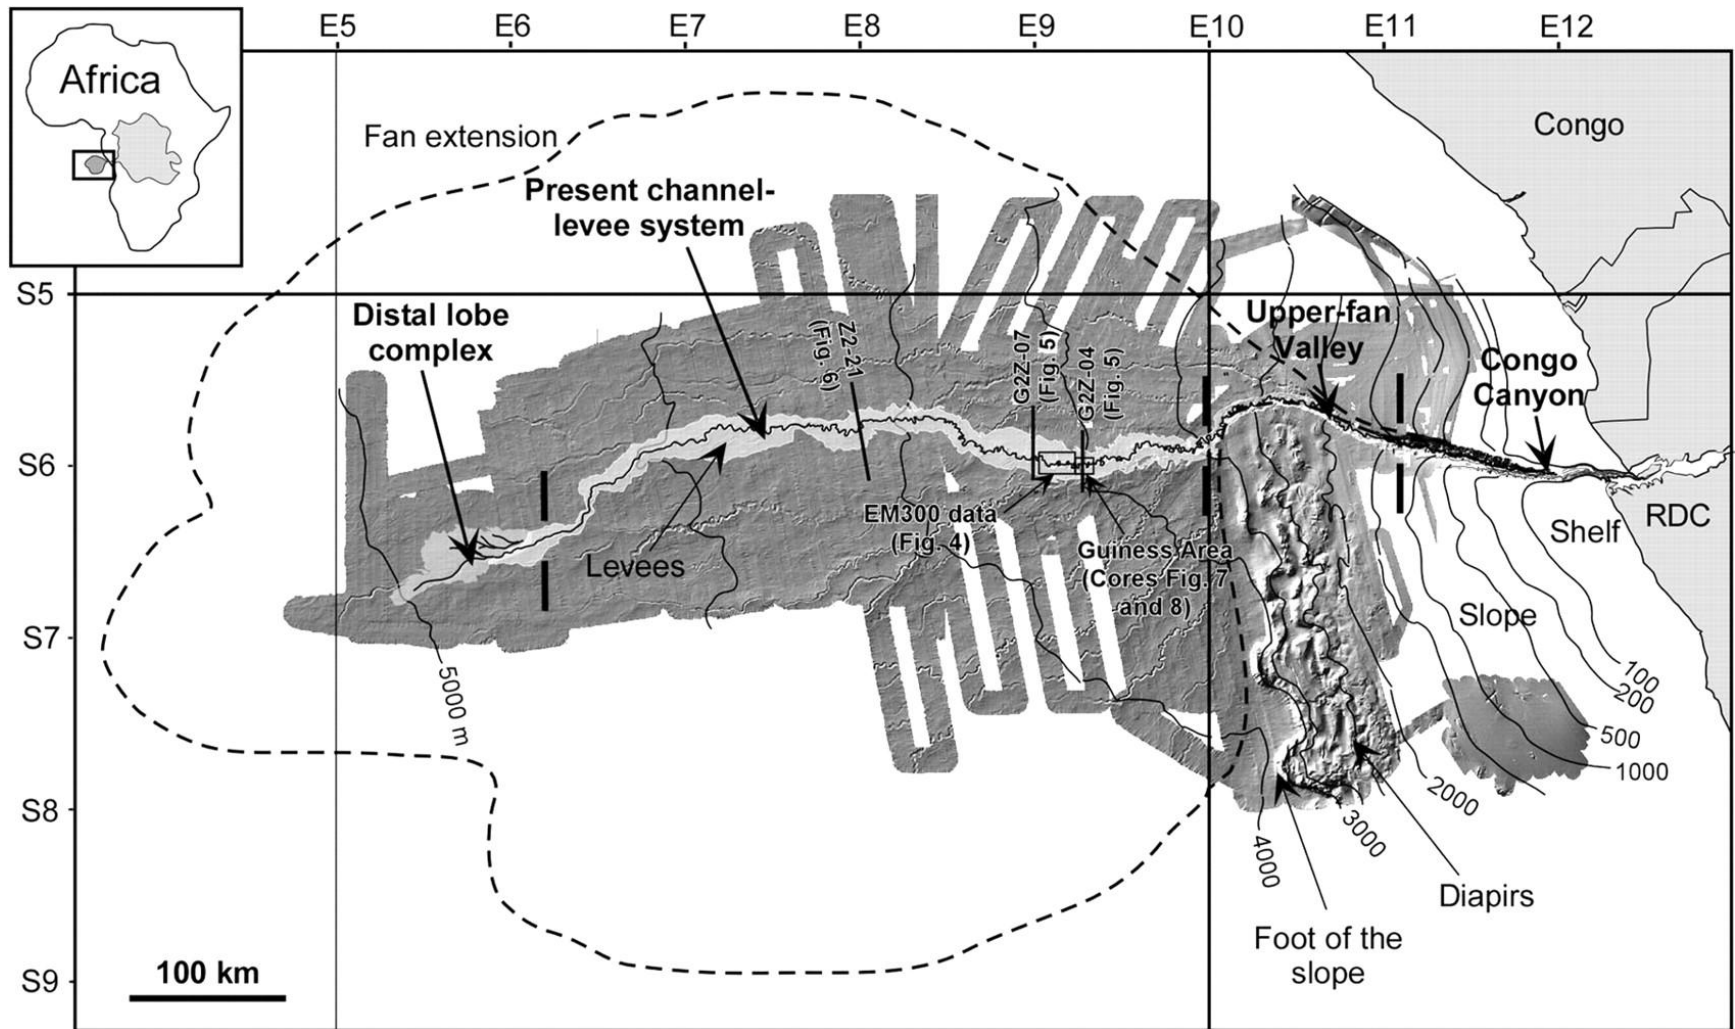 E5
E6
E7
E8
E9
E10
E11
E12
Africa
Congo
Fan extension
Present channel-
levee system
S5
Distal lobe
complex
Z2-21
(Fig. 6)
G2Z-07
(Fig. 5)
G2Z-04
(Fig. 5)
Upper-fan
Valley
Congo
Canyon
S6
EM300 data
(Fig. 4)
Levees
Guiness Area
(Cores Fig. 7
and 8)
Shelf
RDC
Slope
S7
5000 m
100
200
500
1000
2000
3000
4000
S8
Diapirs
Foot of the
slope
S9
100 km